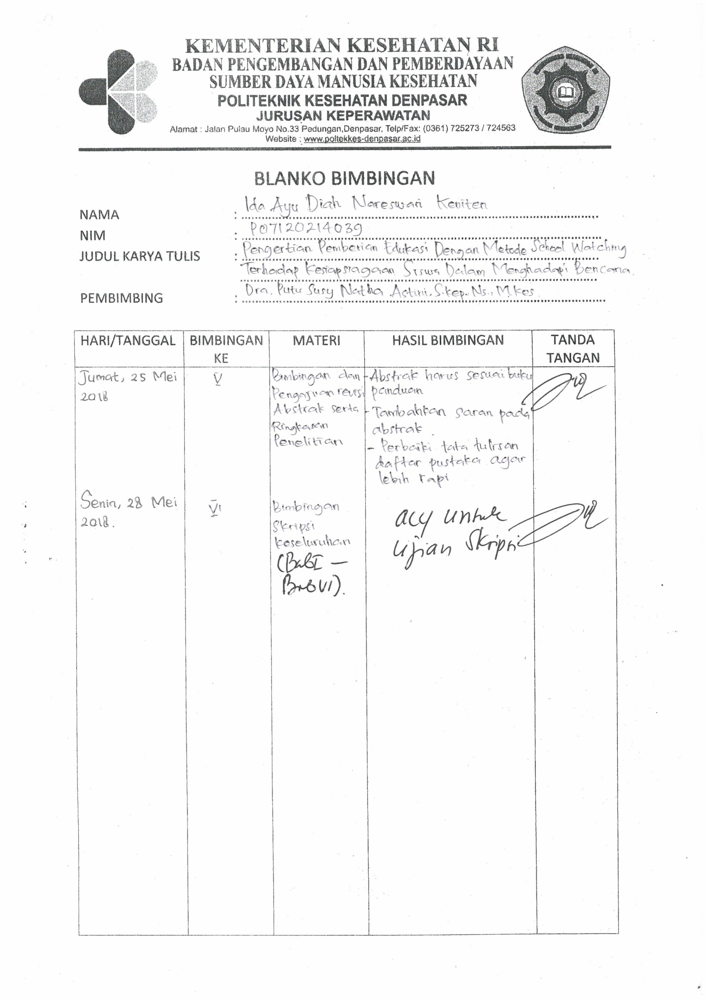 KEMENTERIAN KESEHATAN RI
BADAN PENGEMBANGAN DAN PEMBERDAYAAN
SUMBER DAYA MANUSIA KESEHATAN
POLITEKNIK KESEHATAN DENPASAR
JURUSAN KEPERAWATAN
Alamat : Jalan Pulau Moyo No.33 Pedungan,Denpasar, Telp/Fax: (0361) 725273 / 724563
Website : www.poltekkes-denpasar.ac.id
BLANKO BIMBINGAN
NAMA : Ida Ayu Diah Nareswari Keniten
NIM : P07120214039
JUDUL KARYA TULIS : Pengertian Pemberian Edukasi Dengan Metode School Watching
Terhadap Kesiapsiagaan Siswa Dalam Menghadapi Bencana.
PEMBIMBING : Dra. Putu Susy Natha Astini, S.kep., Ns., M.Kes
HARI/TANGGAL BIMBINGAN KE MATERI HASIL BIMBINGAN TANDA TANGAN
Jumat, 25 Mei
2018
V
Bimbingan dan
Pengajuan revisi
Abstrak serta
Ringkasan
Penelitian
- Abstrak harus sesuai buku
panduan
- Tambahkan saran pada
abstrak.
- Perbaiki tata tulisan
daftar pustaka agar
lebih rapi
Senin, 28 Mei
2018.
VI
Bimbingan
Skripsi
keseluruhan
(Bab I —
Bab VI).
acy untuk
ujian Skripsi